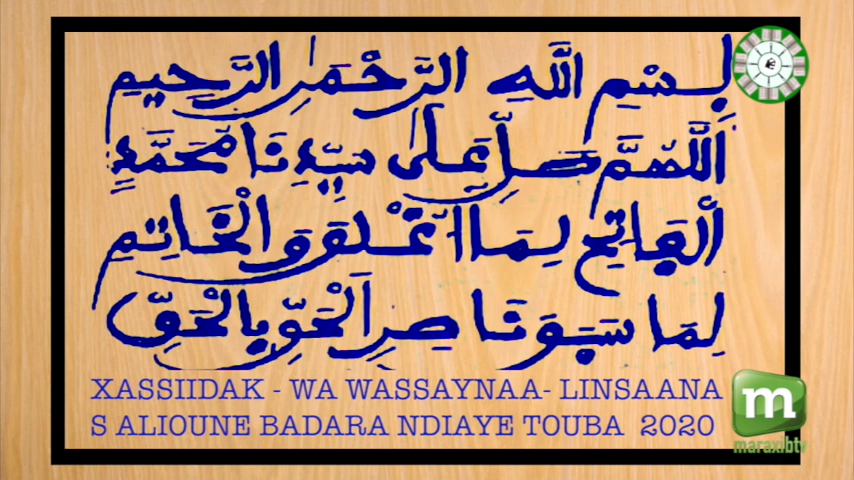 بِسْمِ اللَّهِ الرَّحْمَٰنِ الرَّحِيمِ
اَللَّهُمَّ صَلِّ عَلَى سَيِّدِنَا مُحَمَّدٍ
اَلْفَاتِحِ لِمَا أُغْلِقَ وَالْخَاتِمِ
لِمَا سَبَقَ نَاصِرِ الْحَقِّ بِالْحَقِّ
XASSIIDAK - WA WASSAYNAA- LINSAANA
S ALIOUNE BADARA NDIAYE TOUBA 2020
m
maraxibtv